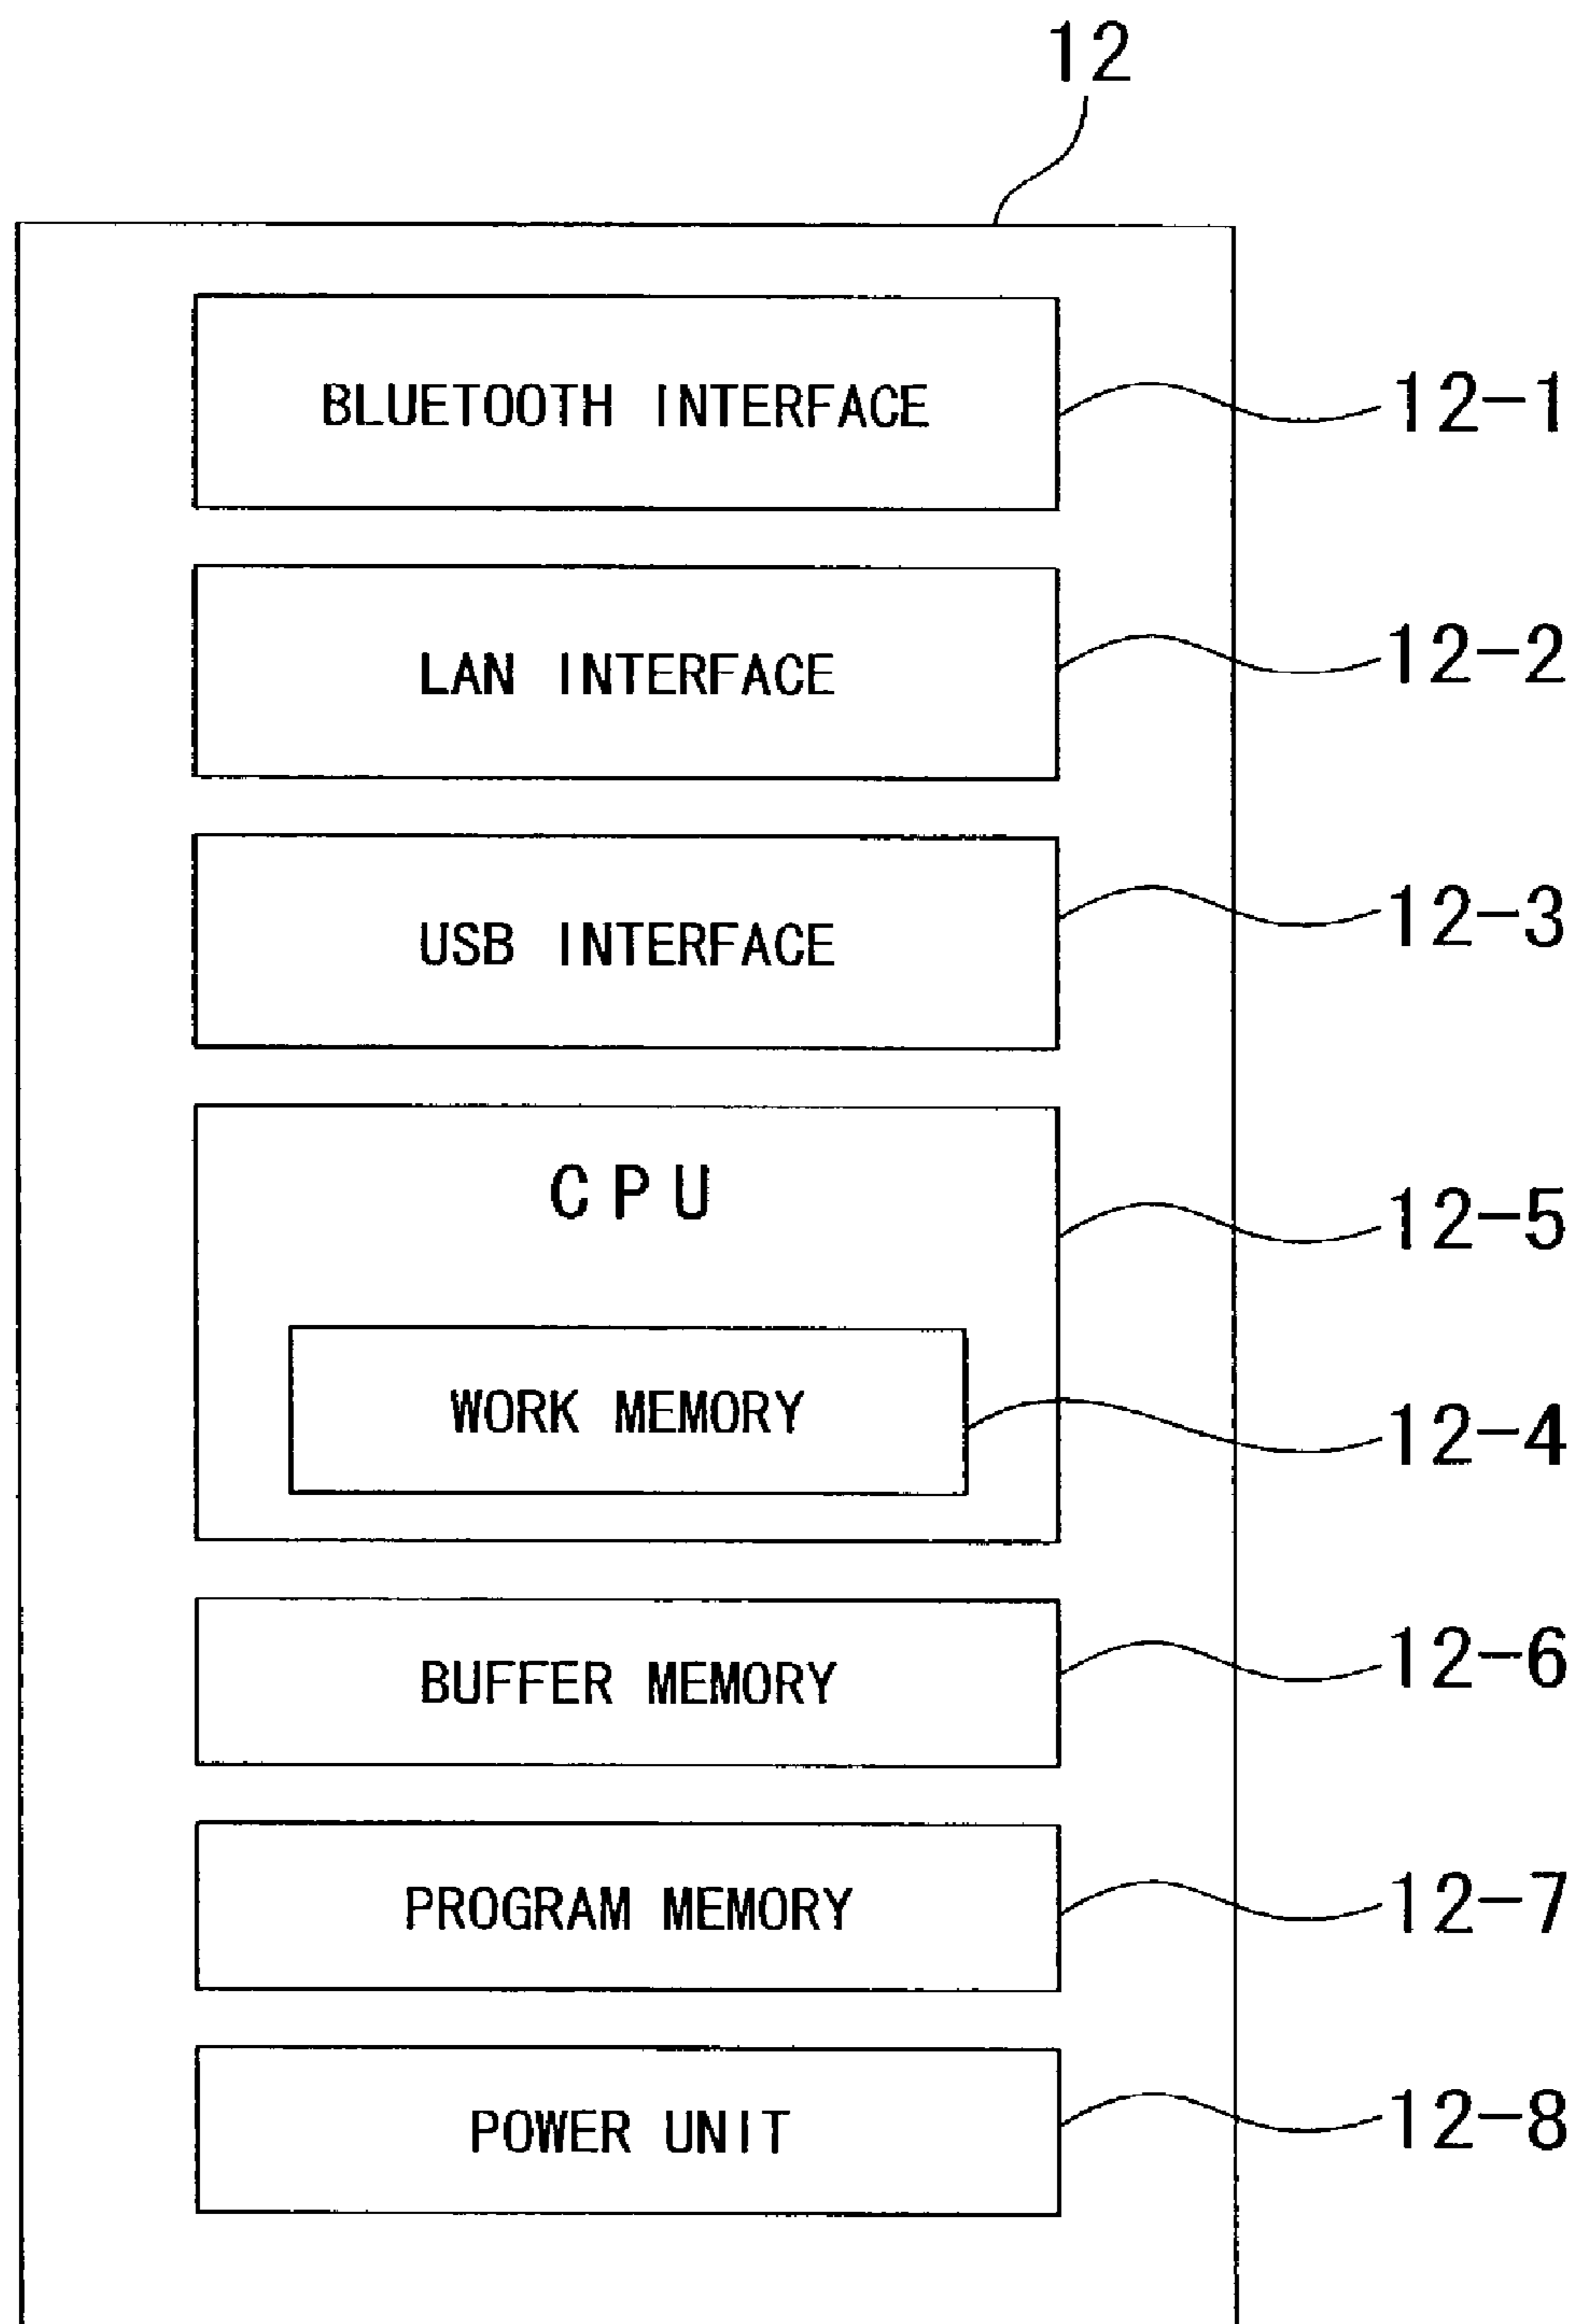 12
BLUETOOTH INTERFACE
12-1
LAN INTERFACE
12-2
USB INTERFACE
12-3
CPU
12-5
WORK MEMORY
12-4
BUFFER MEMORY
12-6
PROGRAM MEMORY
12-7
POWER UNIT
12-8